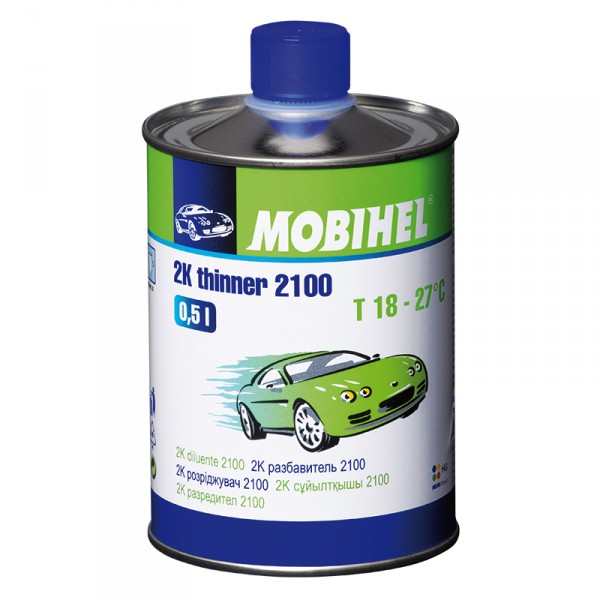 MOBIHEL®
2K thinner 2100
0,5 l
T 18 - 27°C
2K diluente 2100 2K разбавитель 2100
2K розріджувач 2100 2K сұйылтқышы 2100
2K разредител 2100